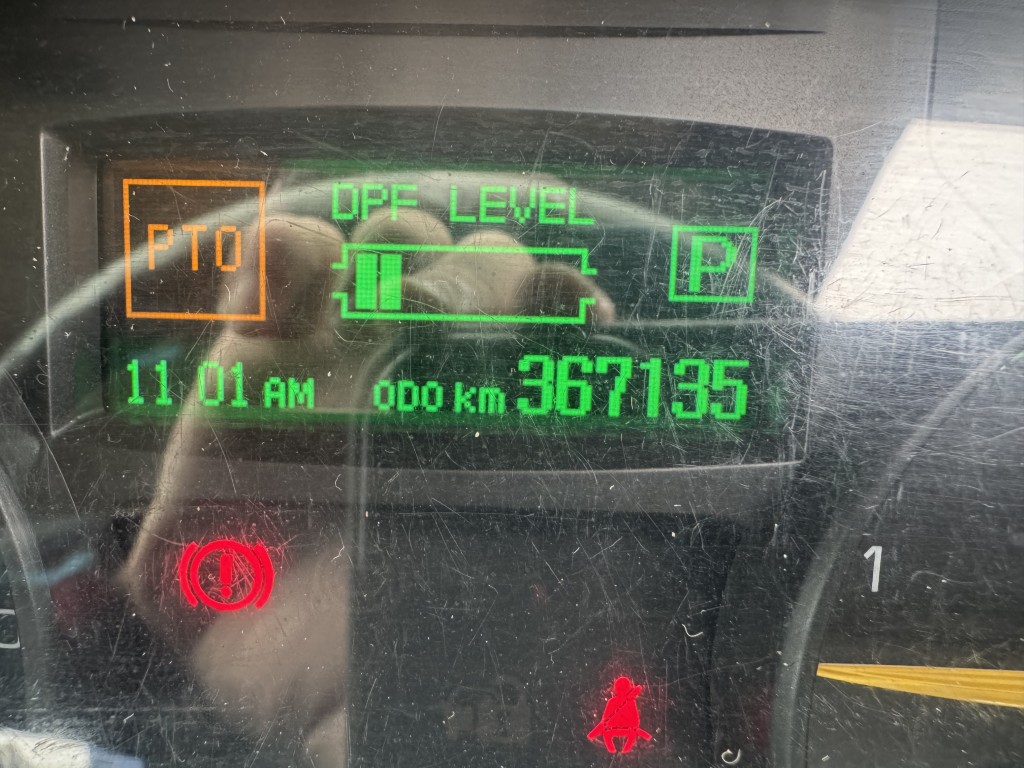 DPF LEVEL
PTO
P
11 01 AM ODO km 367135
1